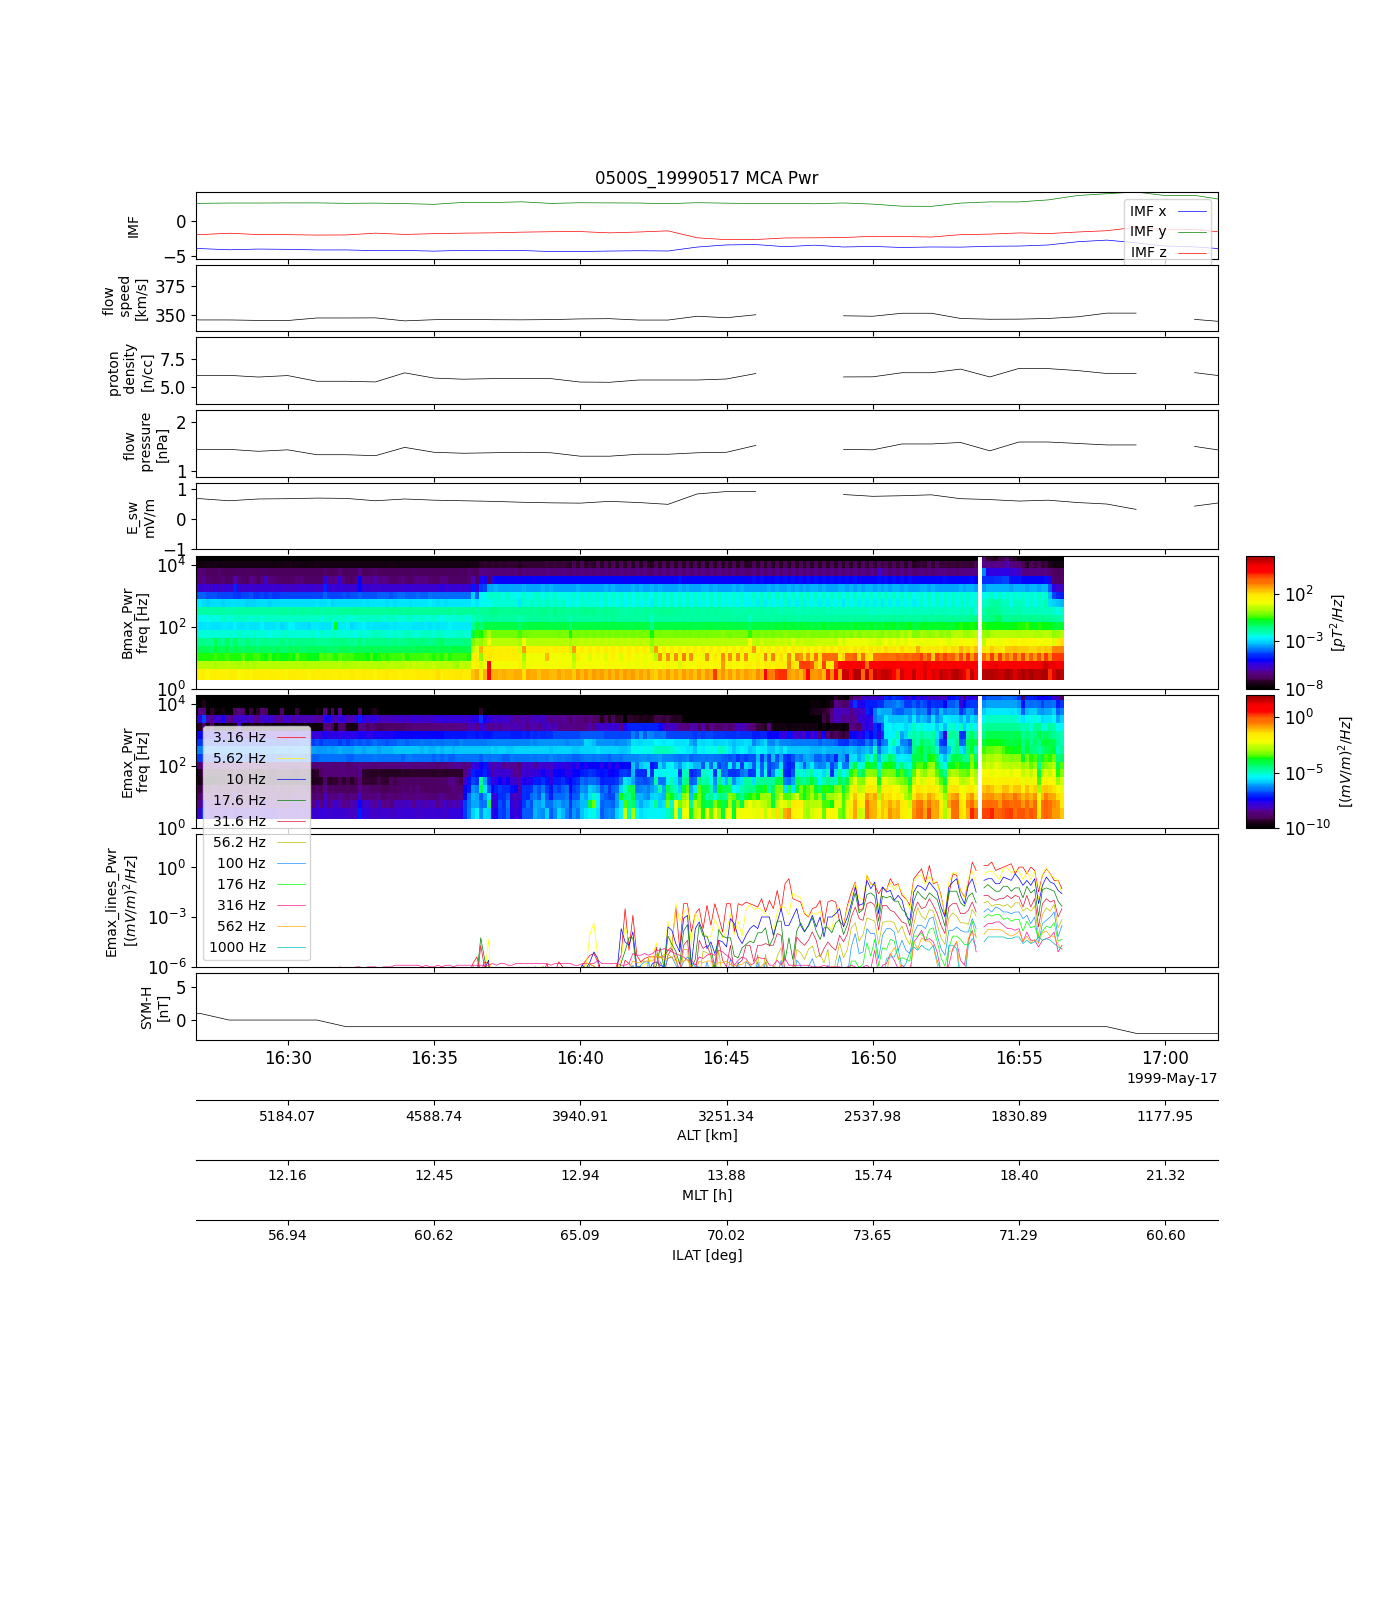 0500S_19990517 MCA Pwr
IMF
0
−5
IMF x
IMF y
IMF z
flow
speed
[km/s]
375
350
proton
density
[n/cc]
7.5
5.0
flow
pressure
[nPa]
2
1
E_sw
mV/m
1
0
−1
Bmax_Pwr
freq [Hz]
10^4
10^2
10^0
10^2
10^−3
10^−8
[pT^2/Hz]
Emax_Pwr
freq [Hz]
10^4
10^2
10^0
10^0
10^−5
10^−10
[(mV/m)^2/Hz]
3.16 Hz
5.62 Hz
10 Hz
17.6 Hz
31.6 Hz
56.2 Hz
100 Hz
176 Hz
316 Hz
562 Hz
1000 Hz
Emax_lines_Pwr
[(mV/m)^2/Hz]
10^0
10^−3
10^−6
SYM-H
[nT]
5
0
16:30 16:35 16:40 16:45 16:50 16:55 17:00
1999-May-17
5184.07 4588.74 3940.91 3251.34 2537.98 1830.89 1177.95
ALT [km]
12.16 12.45 12.94 13.88 15.74 18.40 21.32
MLT [h]
56.94 60.62 65.09 70.02 73.65 71.29 60.60
ILAT [deg]